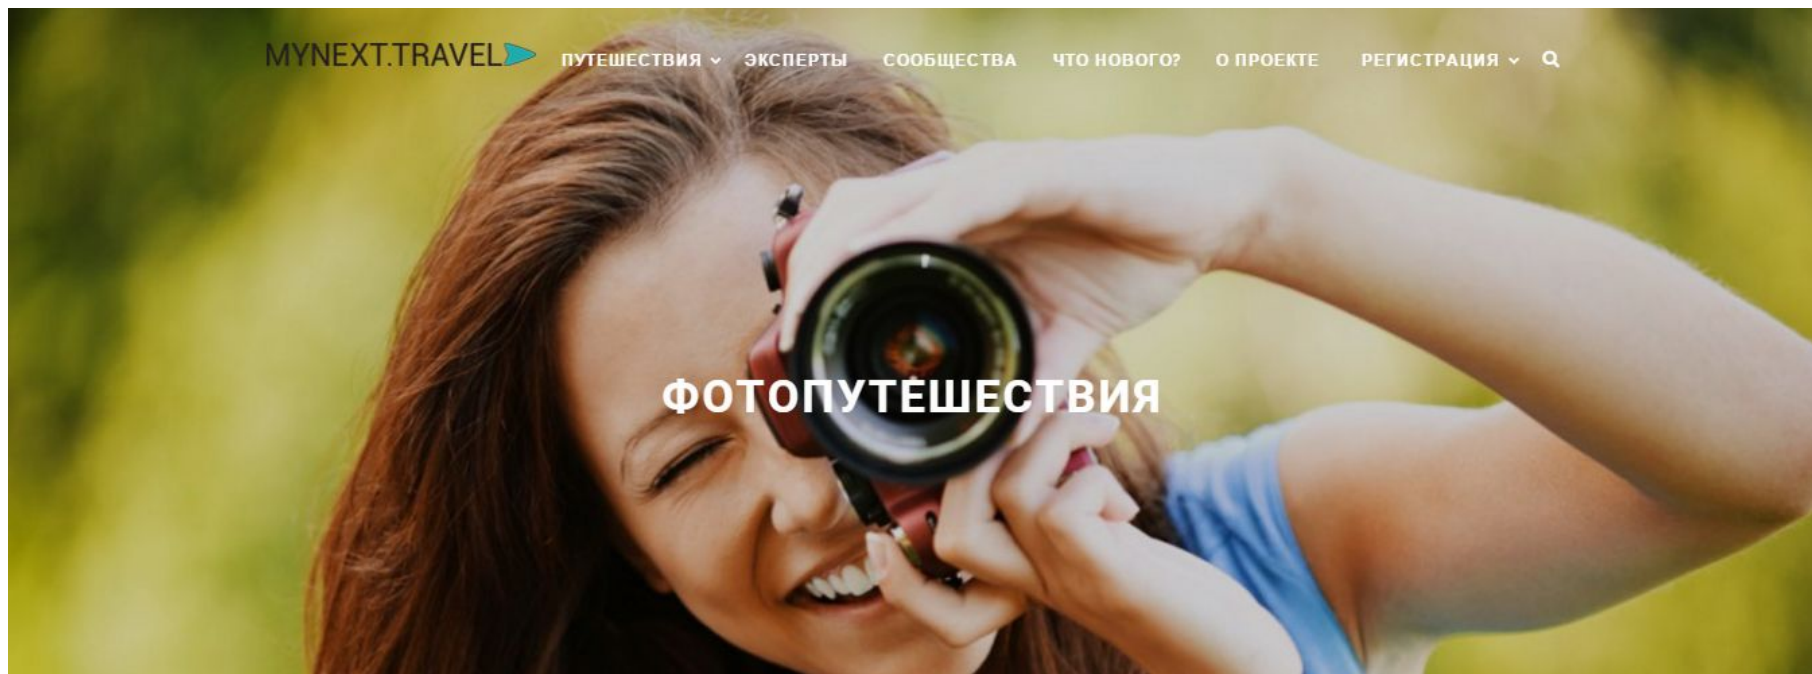 MYNEXT.TRAVEL ПУТЕШЕСТВИЯ ЭКСПЕРТЫ СООБЩЕСТВА ЧТО НОВОГО? О ПРОЕКТЕ РЕГИСТРАЦИЯ
ФОТОПУТЕШЕСТВИЯ